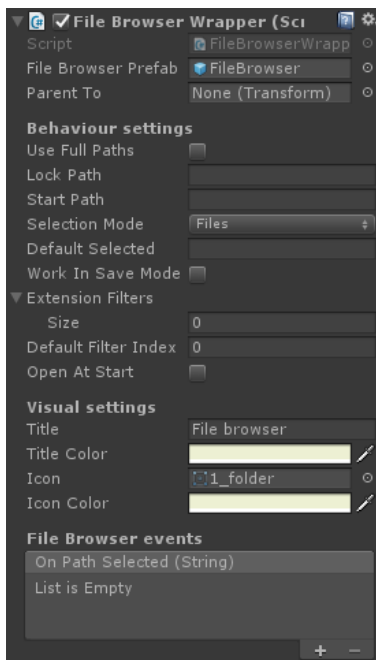 File Browser Wrapper (Scr
Script FileBrowserWrapp
File Browser Prefab FileBrowser
Parent To None (Transform)
Behaviour settings
Use Full Paths
Lock Path
Start Path
Selection Mode Files
Default Selected
Work In Save Mode
Extension Filters
Size 0
Default Filter Index 0
Open At Start
Visual settings
Title File browser
Title Color
Icon 1_folder
Icon Color
File Browser events
On Path Selected (String)
List is Empty